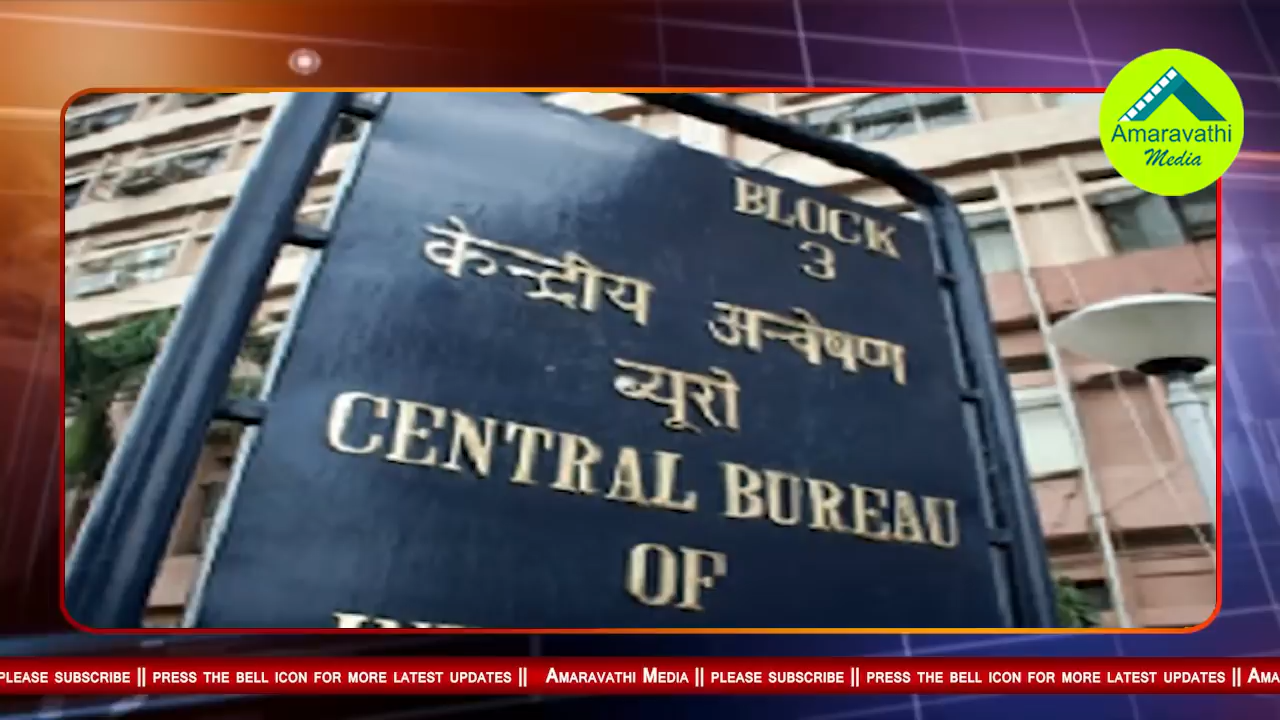 Amaravathi
Media
BLOCK
3
केन्द्रीय अन्वेषण
ब्यूरो
CENTRAL BUREAU
OF
PLEASE SUBSCRIBE || PRESS THE BELL ICON FOR MORE LATEST UPDATES || AMARAVATHI MEDIA || PLEASE SUBSCRIBE || PRESS THE BELL ICON FOR MORE LATEST UPDATES ||